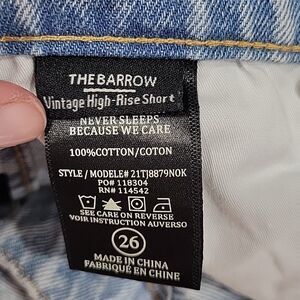 THE BARROW
Vintage High-Rise Short
NEVER SLEEPS
BECAUSE WE CARE
100%COTTON/COTON
STYLE / MODELE# 21TJ8879NOK
PO# 118304
RN# 114542
SEE CARE ON REVERSE
VOIR INSTRUCTION AUVERSO
26
MADE IN CHINA
FABRIQUÉ EN CHINE